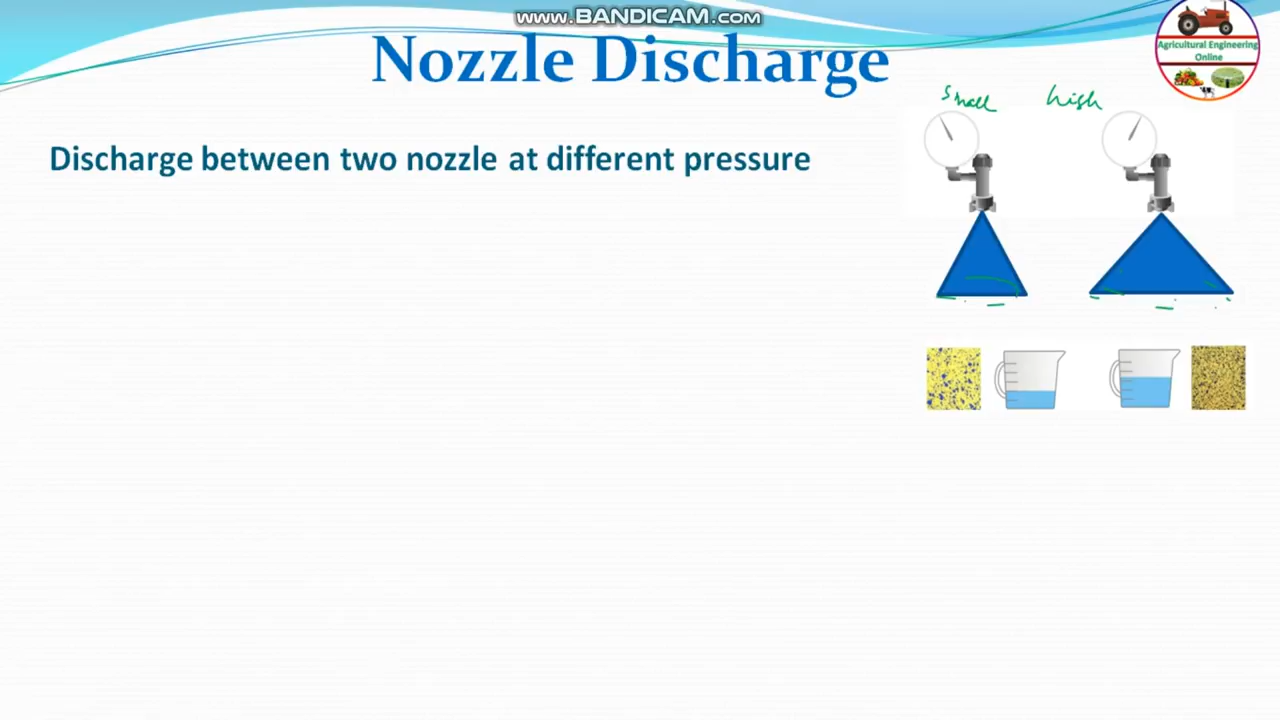 www.BANDICAM.com
Nozzle Discharge
Agricultural Engineering
Online
small high
Discharge between two nozzle at different pressure